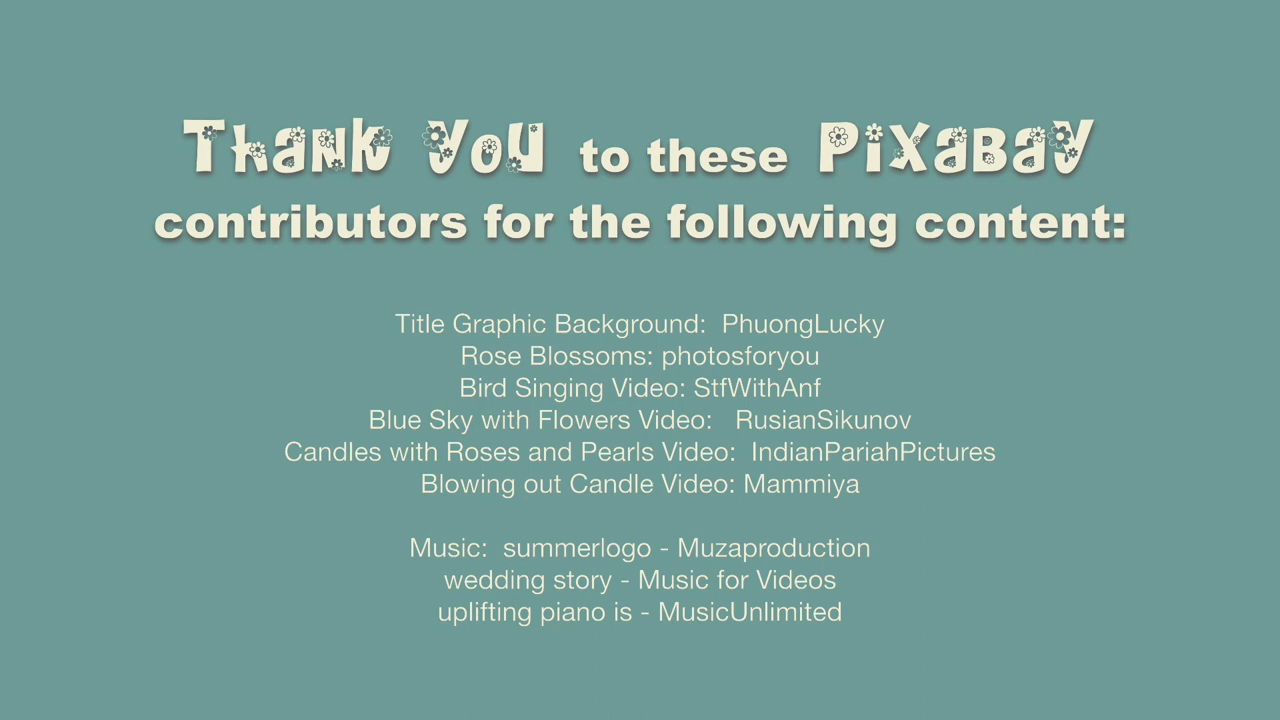 Thank You to these Pixabay
contributors for the following content:
Title Graphic Background: PhuongLucky
Rose Blossoms: photosforyou
Bird Singing Video: StfWithAnf
Blue Sky with Flowers Video: RusianSikunov
Candles with Roses and Pearls Video: IndianPariahPictures
Blowing out Candle Video: Mammiya
Music: summerlogo - Muzaproduction
wedding story - Music for Videos
uplifting piano is - MusicUnlimited